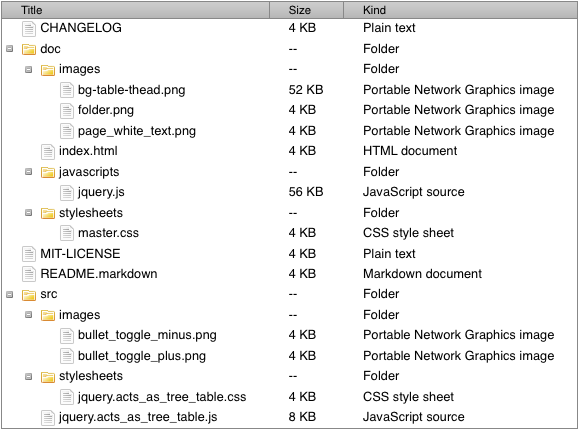 Title Size Kind
CHANGELOG 4 KB Plain text
doc -- Folder
images -- Folder
bg-table-thead.png 52 KB Portable Network Graphics image
folder.png 4 KB Portable Network Graphics image
page_white_text.png 4 KB Portable Network Graphics image
index.html 4 KB HTML document
javascripts -- Folder
jquery.js 56 KB JavaScript source
stylesheets -- Folder
master.css 4 KB CSS style sheet
MIT-LICENSE 4 KB Plain text
README.markdown 4 KB Markdown document
src -- Folder
images -- Folder
bullet_toggle_minus.png 4 KB Portable Network Graphics image
bullet_toggle_plus.png 4 KB Portable Network Graphics image
stylesheets -- Folder
jquery.acts_as_tree_table.css 4 KB CSS style sheet
jquery.acts_as_tree_table.js 8 KB JavaScript source